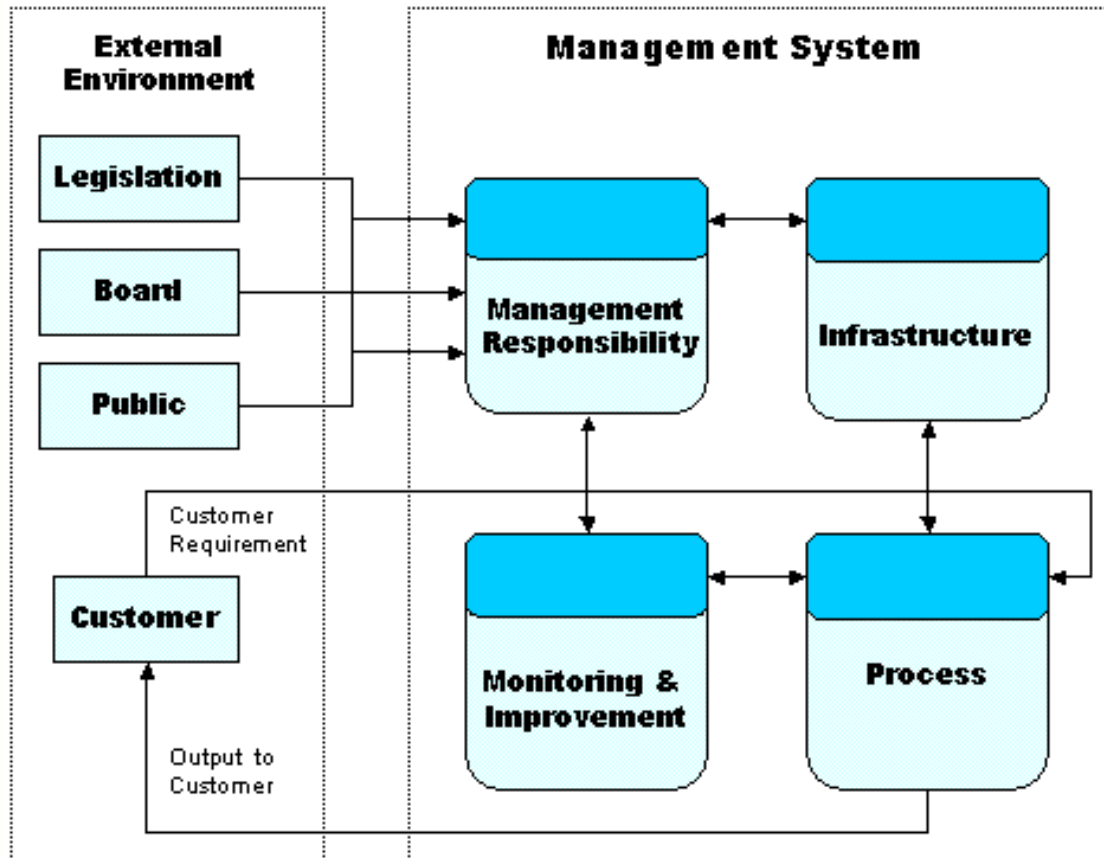 External
Environment
Management System
Legislation
Board
Public
Management
Responsibility
Infrastructure
Customer
Requirement
Customer
Monitoring &
Improvement
Process
Output to
Customer